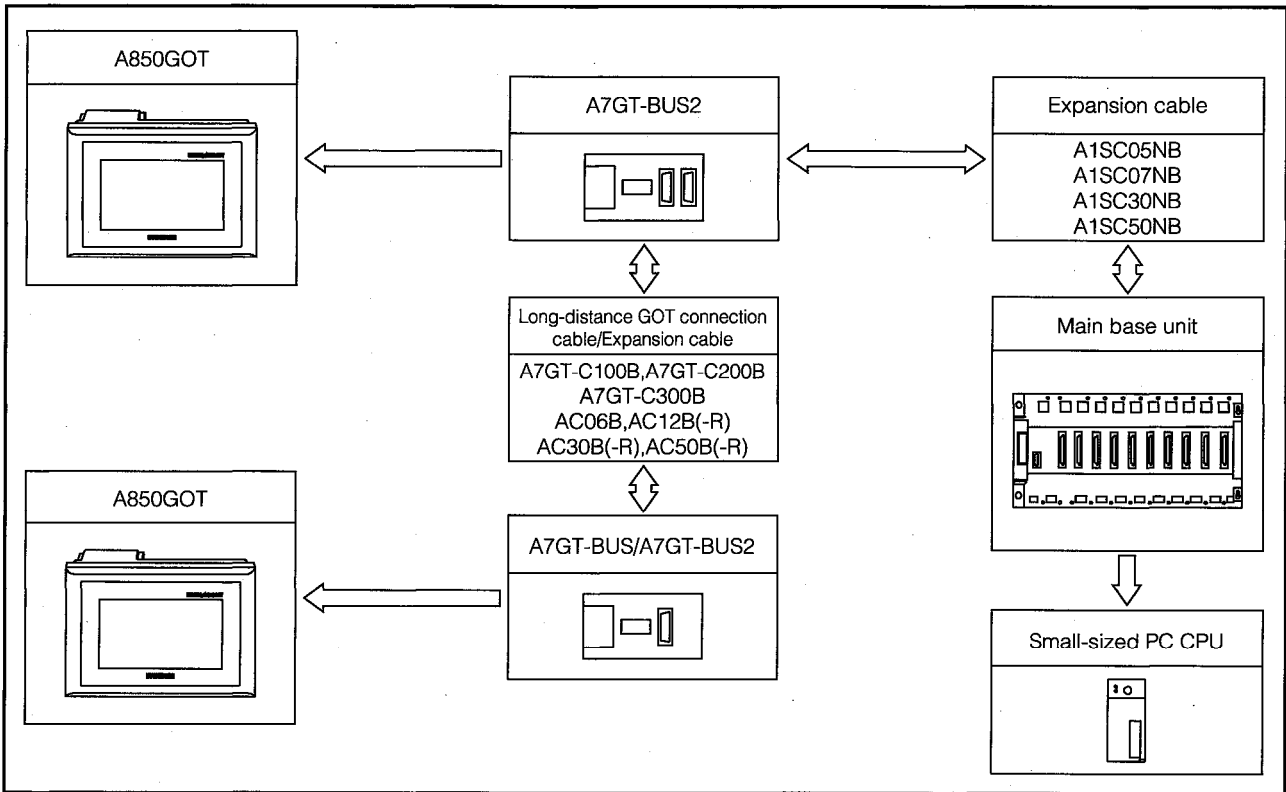 A850GOT
A7GT-BUS2
Expansion cable
A1SC05NB
A1SC07NB
A1SC30NB
A1SC50NB
Long-distance GOT connection
cable/Expansion cable
A7GT-C100B,A7GT-C200B
A7GT-C300B
AC06B,AC12B(-R)
AC30B(-R),AC50B(-R)
Main base unit
A850GOT
A7GT-BUS/A7GT-BUS2
Small-sized PC CPU